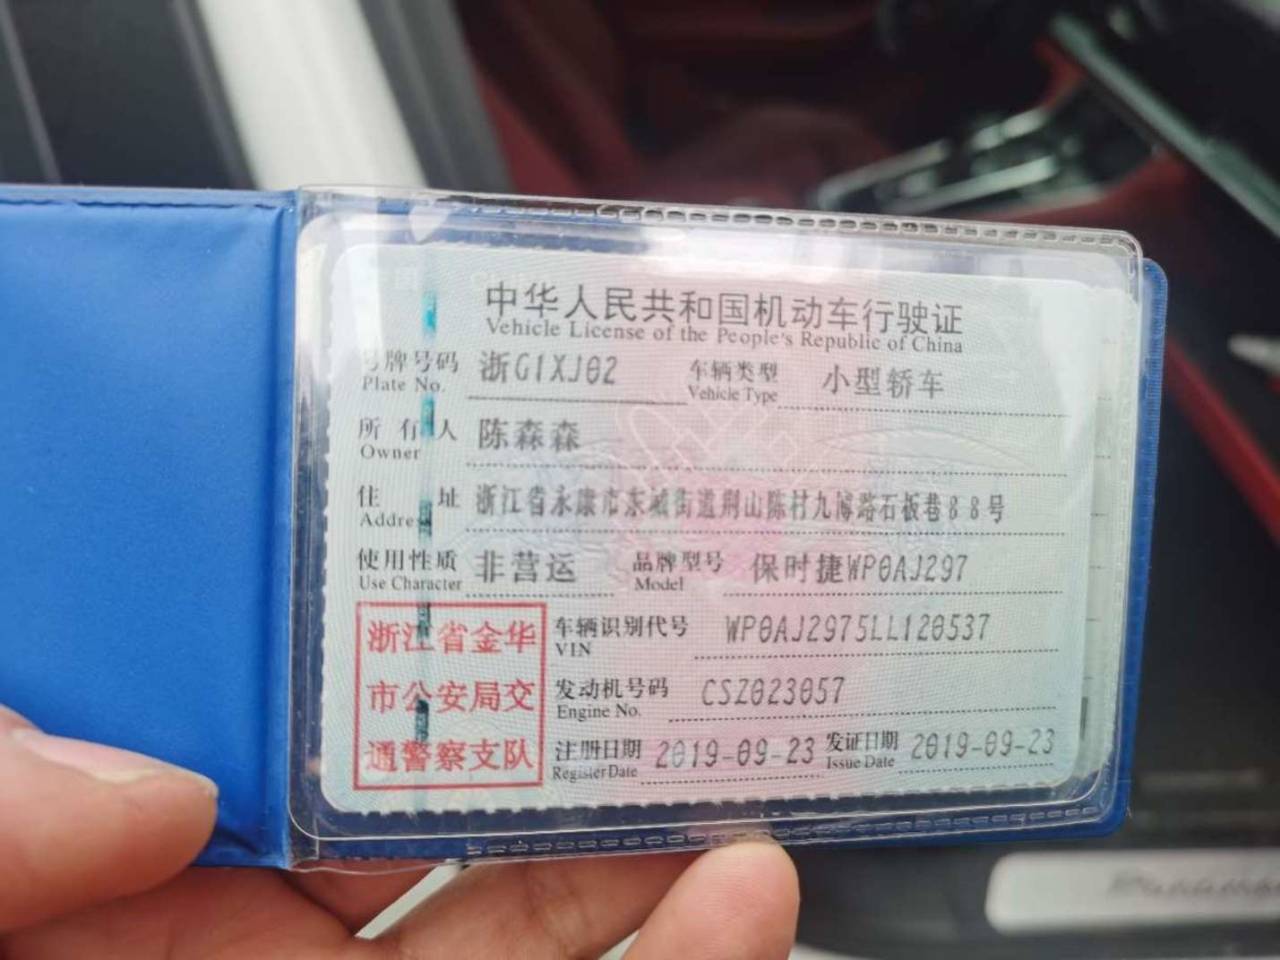 中华人民共和国机动车行驶证
Vehicle License of the People's Republic of China
号牌号码 浙G1XJ02 车辆类型 小型轿车
Plate No. Vehicle Type
所有人 陈森森
Owner
住址 浙江省永康市东城街道荆山陈村九博路石板巷88号
Address
使用性质 非营运 品牌型号 保时捷WP0AJ297
Use Character Model
浙江省金华
市公安局交
通警察支队
车辆识别代号 WP0AJ2975LL120537
VIN
发动机号码 CSZ023057
Engine No.
注册日期 2019-09-23 发证日期 2019-09-23
Register Date Issue Date